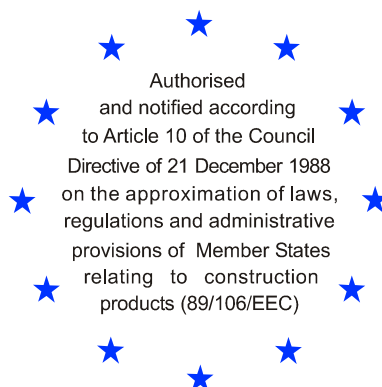 Authorised
and notified according
to Article 10 of the Council
Directive of 21 December 1988
on the approximation of laws,
regulations and administrative
provisions of Member States
relating to construction
products (89/106/EEC)